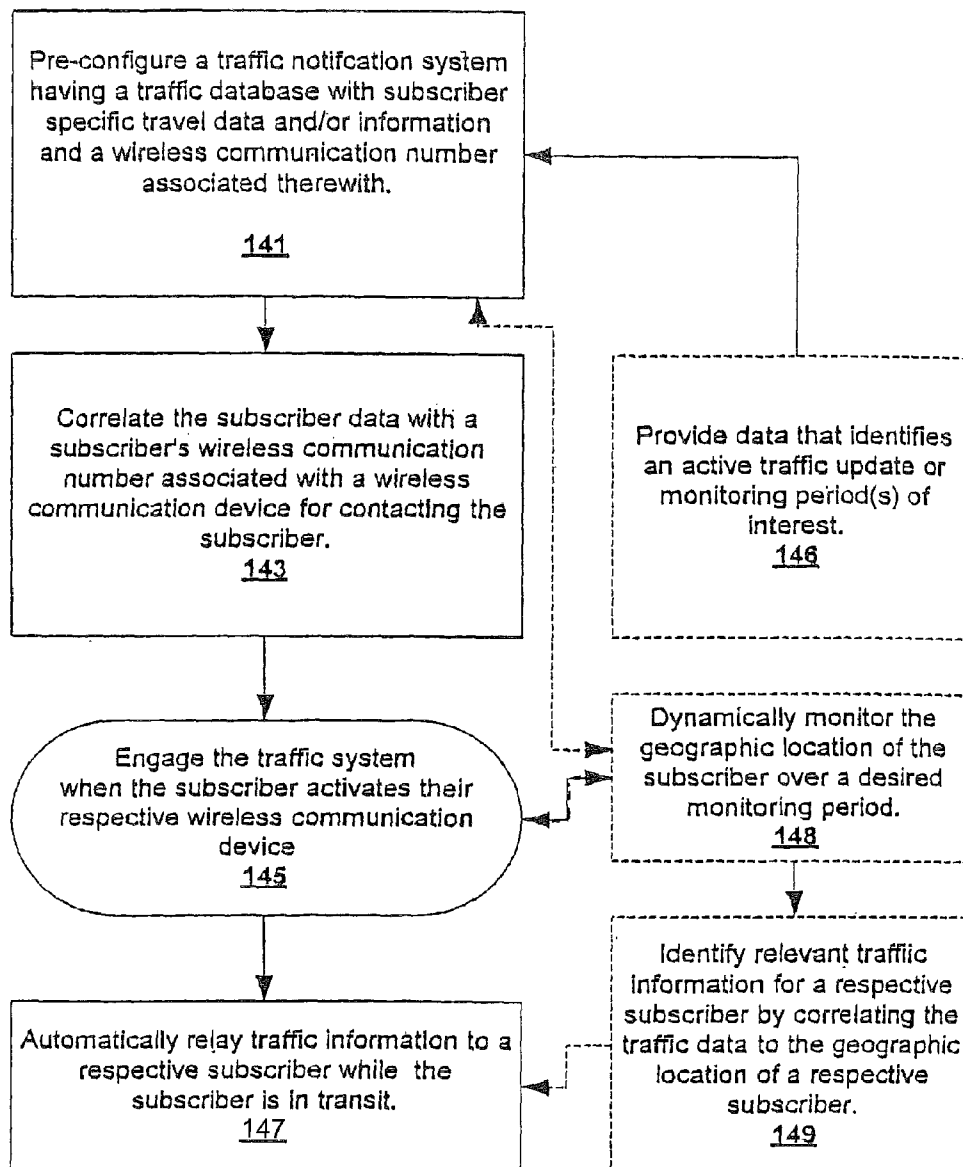 Pre-configure a traffic notifcation system
having a traffic database with subscriber
specific travel data and/or information
and a wireless communication number
associated therewith.
141
Correlate the subscriber data with a
subscriber's wireless communication
number associated with a wireless
communication device for contacting the
subscriber.
143
Provide data that identifies
an active traffic update or
monitoring period(s) of
interest.
146
Engage the traffic system
when the subscriber activates their
respective wireless communication
device
145
Dynamically monitor the
geographic location of the
subscriber over a desired
monitoring period.
148
Automatically relay traffic information to a
respective subscriber while the
subscriber is in transit.
147
Identify relevant traffic
information for a respective
subscriber by correlating the
traffic data to the geographic
location of a respective
subscriber.
149